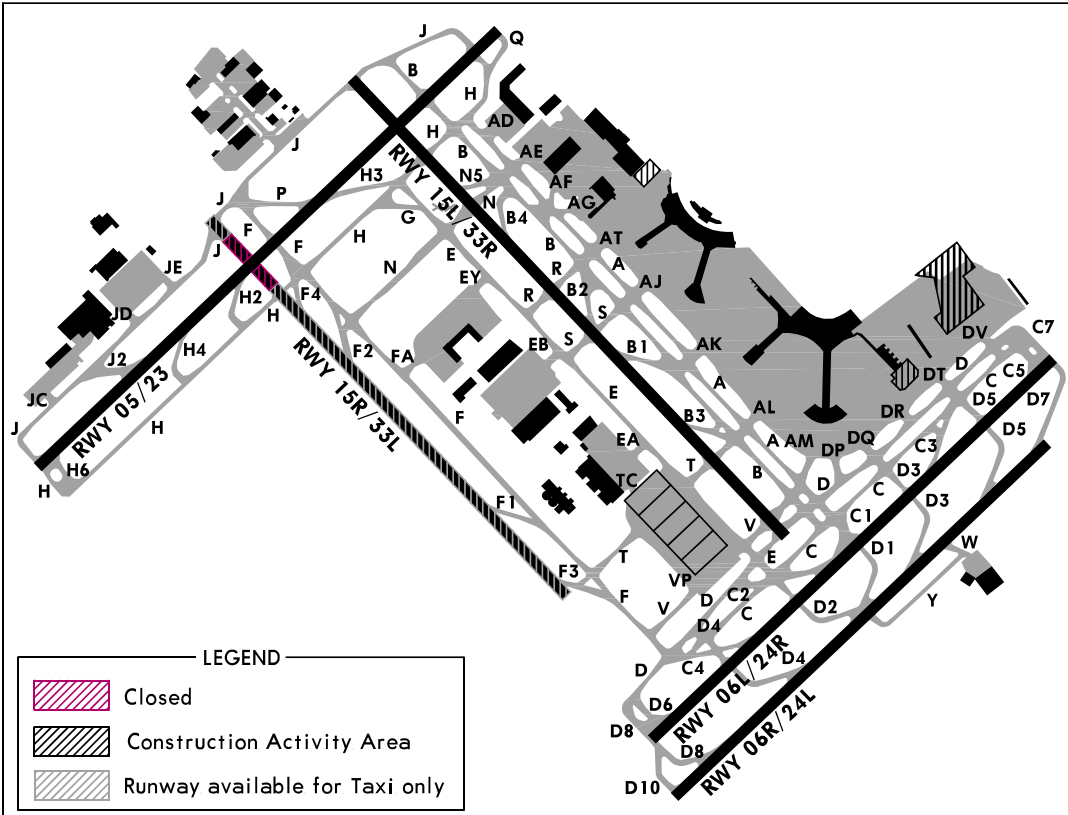 J
Q
B
H
AD
H
B
AE
J
RWY 15L/33R
H3
N5
AF
J
P
N
AG
G
B4
F
F
H
AT
J
E
B
A
JE
N
EY
R
AJ
H2
F4
R
B2
JD
H
S
S
DV
C7
J2
H4
F2
FA
EB
B1
AK
D
C5
DT
C
JC
RWY 05/23
RWY 15R/33L
E
A
D5
D7
F
B3
AL
DR
J
H
EA
A
AM
DQ
D5
H6
T
DP
C3
H
TC
B
D
D3
C
D3
F1
V
C1
T
E
C
D1
W
F3
VP
F
V
D
C2
C
D2
Y
D4
D
C4
RWY 06L/24R
D4
D6
D8
D8
RWY 06R/24L
D10
LEGEND
Closed
Construction Activity Area
Runway available for Taxi only